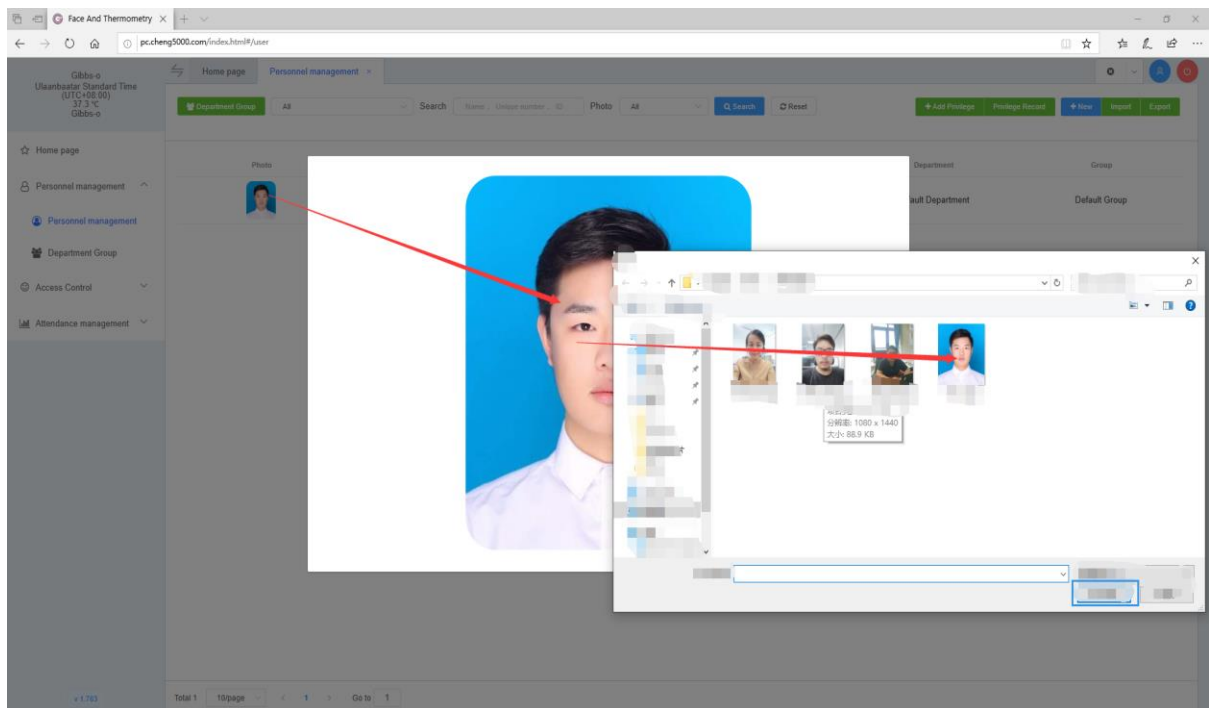 Face And Thermometry
pc.cheng5000.com/index.html#/user
Gibbs-o
Ulaanbaatar Standard Time
(UTC+08:00)
37.3 ℃
Gibbs-o
Home page
Personnel management
Personnel management
Department Group
Access Control
Attendance management
v 1.783
Home page Personnel management ×
Department Group All Search Name 、 Unique number 、 ID Photo All Search Reset +Add Privilege Privilege Record +New Import Export
Photo Department Group
ault Department Default Group
分辨率: 1080 x 1440
大小: 88.9 KB
Total 1 10/page 1 Go to 1